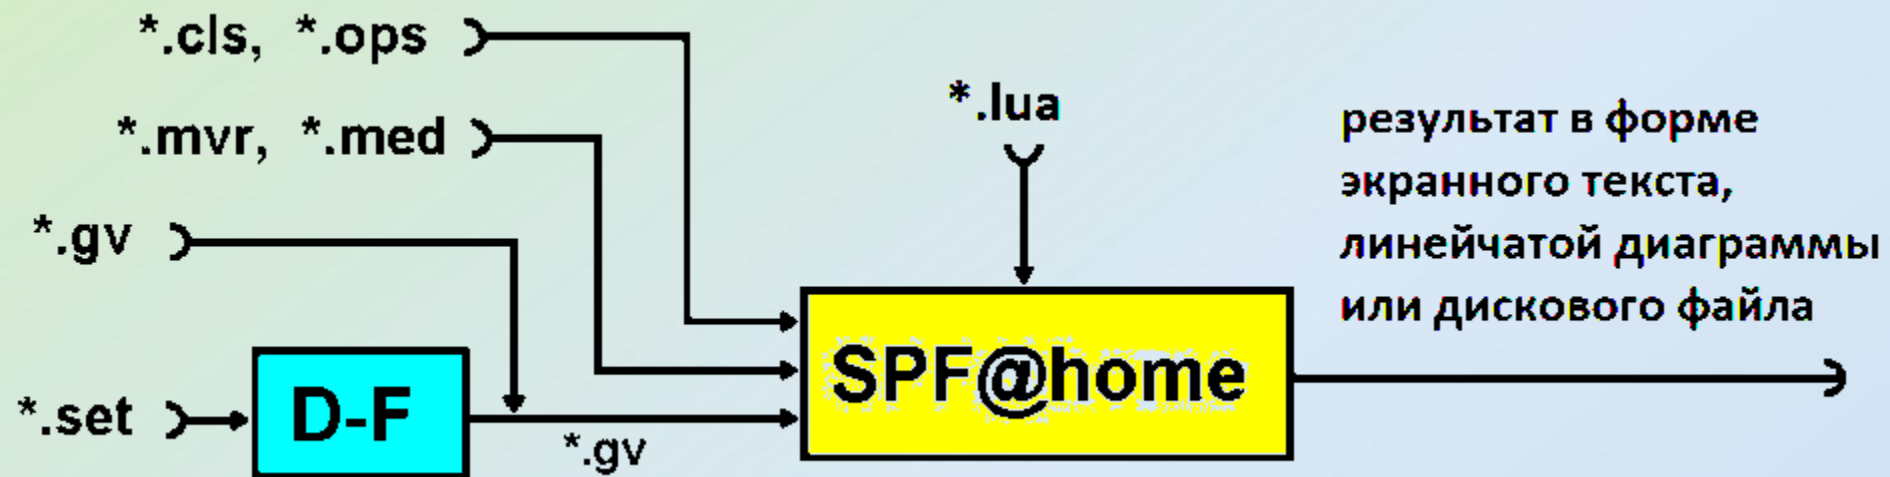 *.cls, *.ops
*.mvr, *.med
*.gv
*.set
D-F
*.gv
*.lua
SPF@home
результат в форме
экранного текста,
линейчатой диаграммы
или дискового файла